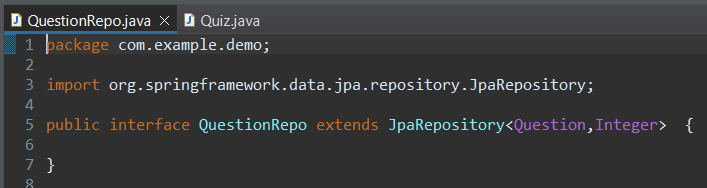 QuestionRepo.java Quiz.java
1 package com.example.demo;
2
3 import org.springframework.data.jpa.repository.JpaRepository;
4
5 public interface QuestionRepo extends JpaRepository<Question,Integer>  {
6
7 }
8